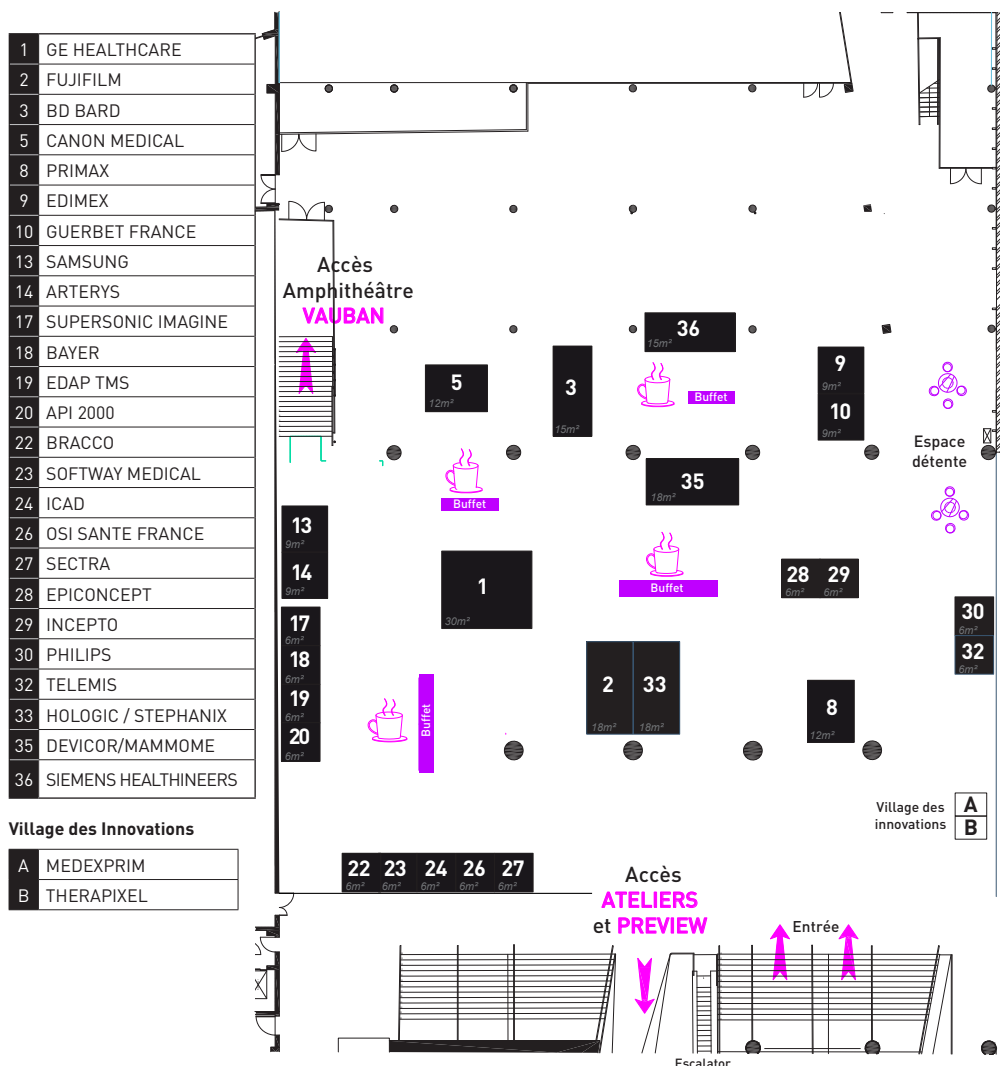 1 GE HEALTHCARE
2 FUJIFILM
3 BD BARD
5 CANON MEDICAL
8 PRIMAX
9 EDIMEX
10 GUERBET FRANCE
13 SAMSUNG
14 ARTERYS
17 SUPERSONIC IMAGINE
18 BAYER
19 EDAP TMS
20 API 2000
22 BRACCO
23 SOFTWAY MEDICAL
24 ICAD
26 OSI SANTE FRANCE
27 SECTRA
28 EPICONCEPT
29 INCEPTO
30 PHILIPS
32 TELEMIS
33 HOLOGIC / STEPHANIX
35 DEVICOR/MAMMOME
36 SIEMENS HEALTHINEERS
Village des Innovations
A MEDEXPRIM
B THERAPIXEL
Accès
Amphithéâtre
VAUBAN
36
15m²
5
12m²
3
15m²
Buffet
9
9m²
10
9m²
Espace
détente
35
18m²
Buffet
13
9m²
14
9m²
1
30m²
Buffet
28 29
6m² 6m²
17
6m²
18
6m²
19
6m²
20
6m²
30
6m²
32
6m²
2 33
18m² 18m²
Buffet
8
12m²
Village des
innovations
A
B
22 23 24 26 27
6m² 6m² 6m² 6m² 6m²
Accès
ATELIERS
et PREVIEW
Entrée
Escalator